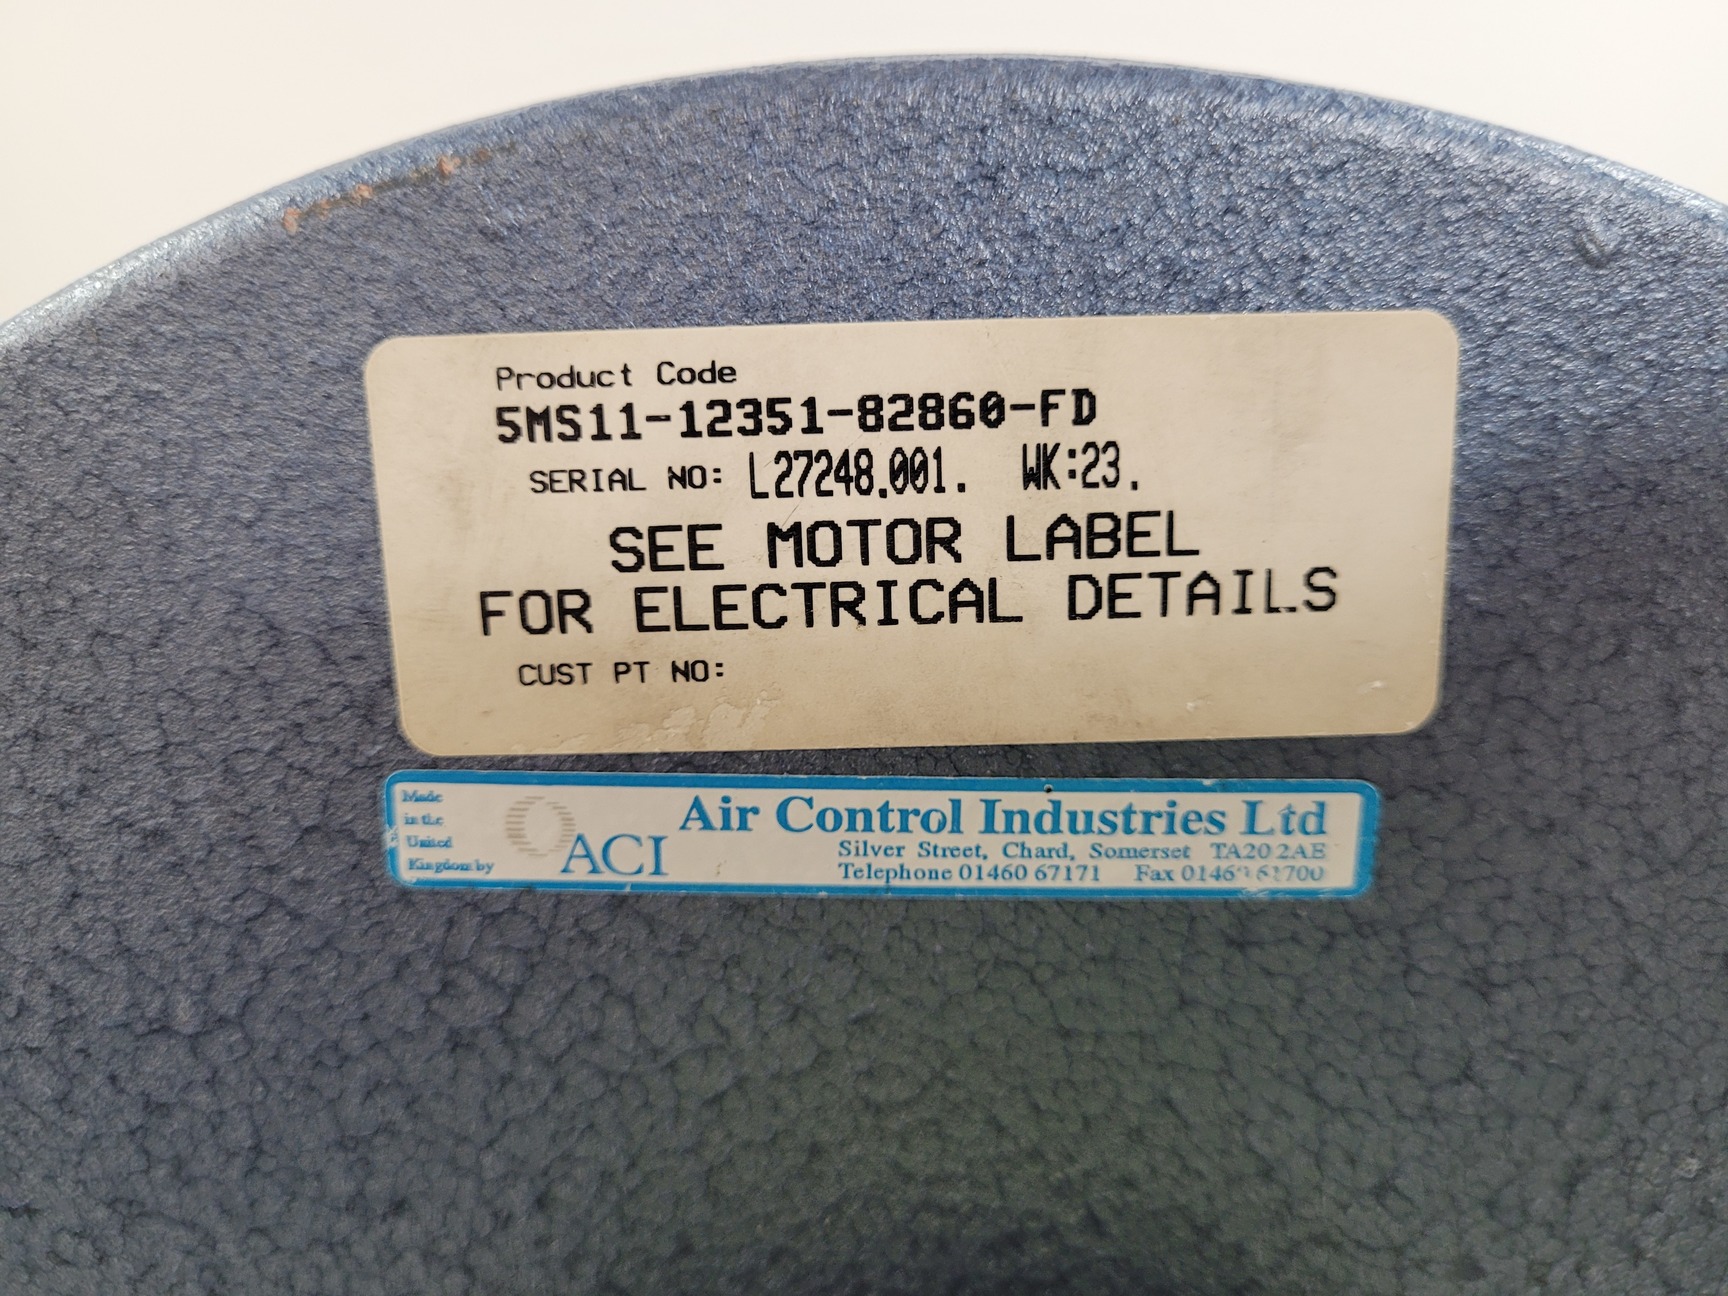 Product Code
5MS11-12351-82860-FD
SERIAL NO: L27248.001. WK:23.
SEE MOTOR LABEL
FOR ELECTRICAL DETAILS
CUST PT NO:
Made
in the
United
Kingdom by
ACI
Air Control Industries Ltd
Silver Street, Chard, Somerset TA20 2AE
Telephone 01460 67171 Fax